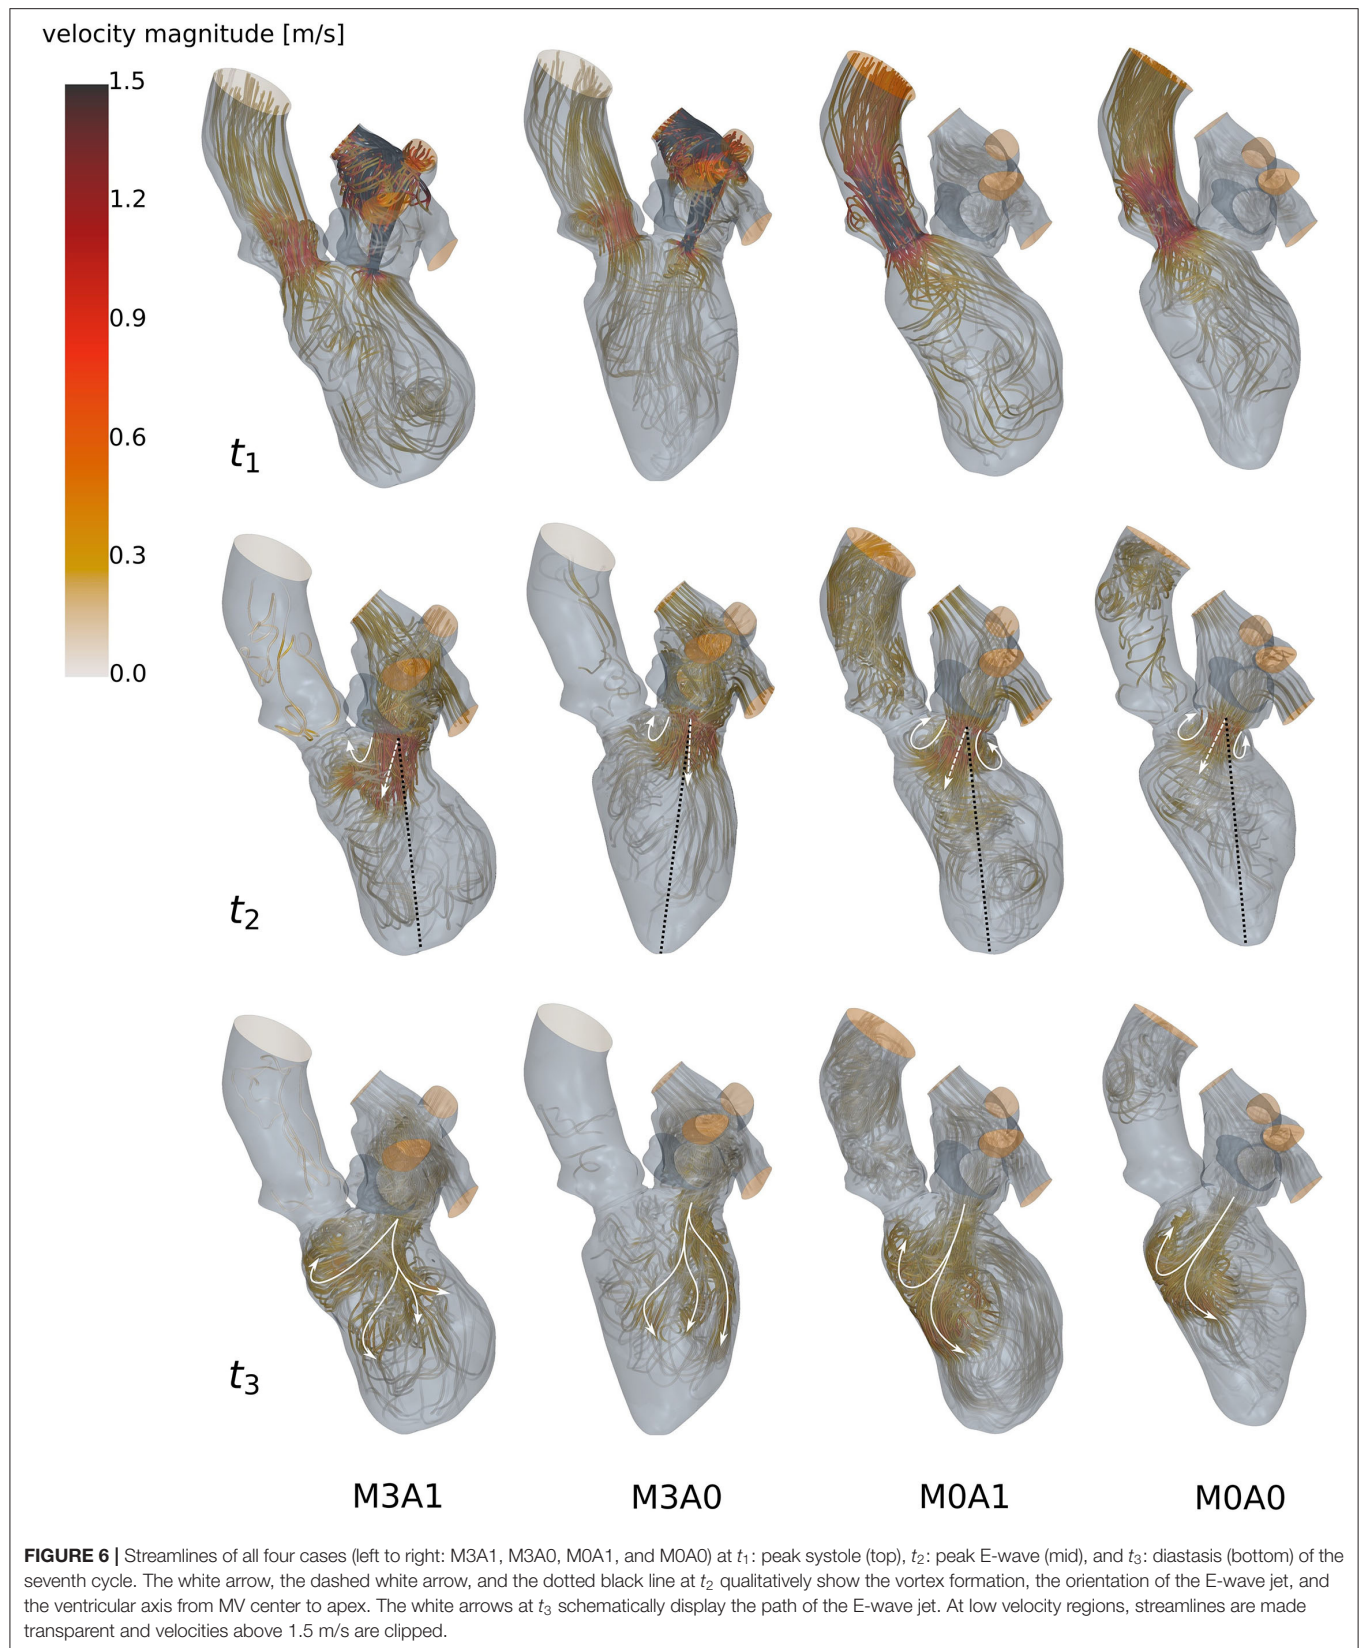 velocity magnitude [m/s]
1.5
1.2
0.9
0.6
0.3
0.0
t1
t2
t3
M3A1 M3A0 M0A1 M0A0
FIGURE 6 | Streamlines of all four cases (left to right: M3A1, M3A0, M0A1, and M0A0) at t1: peak systole (top), t2: peak E-wave (mid), and t3: diastasis (bottom) of the
seventh cycle. The white arrow, the dashed white arrow, and the dotted black line at t2 qualitatively show the vortex formation, the orientation of the E-wave jet, and
the ventricular axis from MV center to apex. The white arrows at t3 schematically display the path of the E-wave jet. At low velocity regions, streamlines are made
transparent and velocities above 1.5 m/s are clipped.